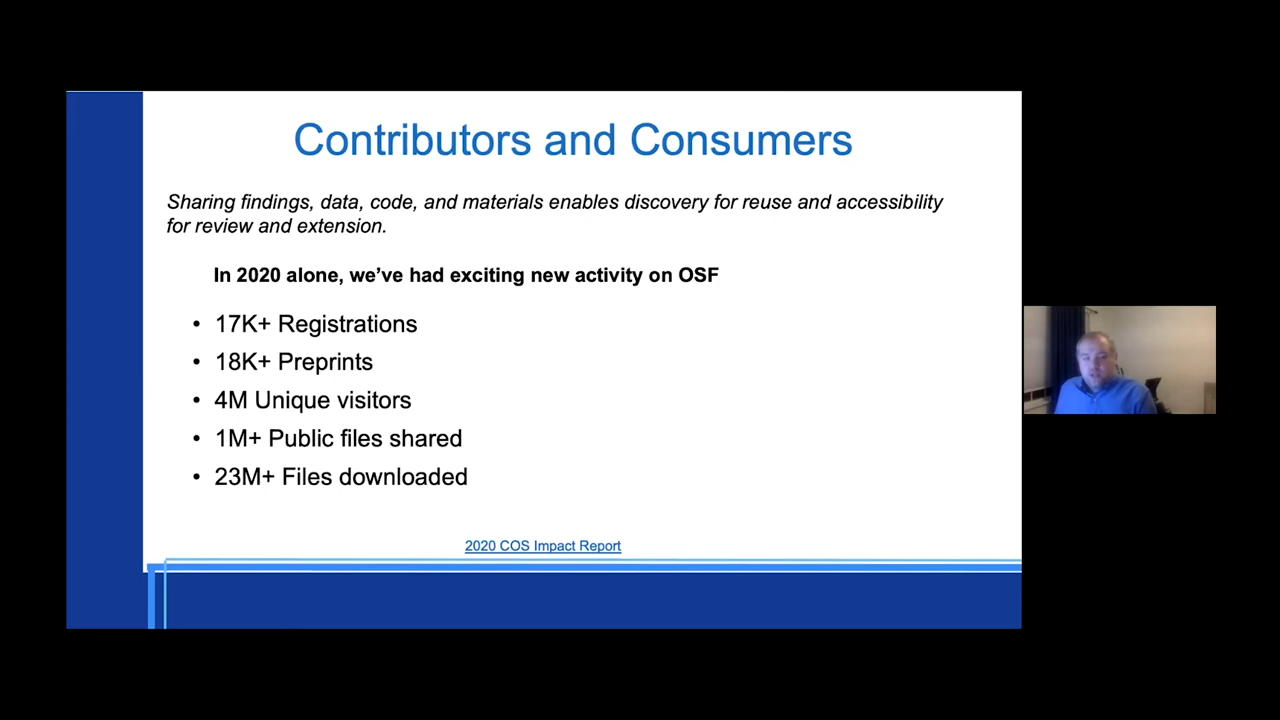 Contributors and Consumers
Sharing findings, data, code, and materials enables discovery for reuse and accessibility
for review and extension.
In 2020 alone, we’ve had exciting new activity on OSF
• 17K+ Registrations
• 18K+ Preprints
• 4M Unique visitors
• 1M+ Public files shared
• 23M+ Files downloaded
2020 COS Impact Report